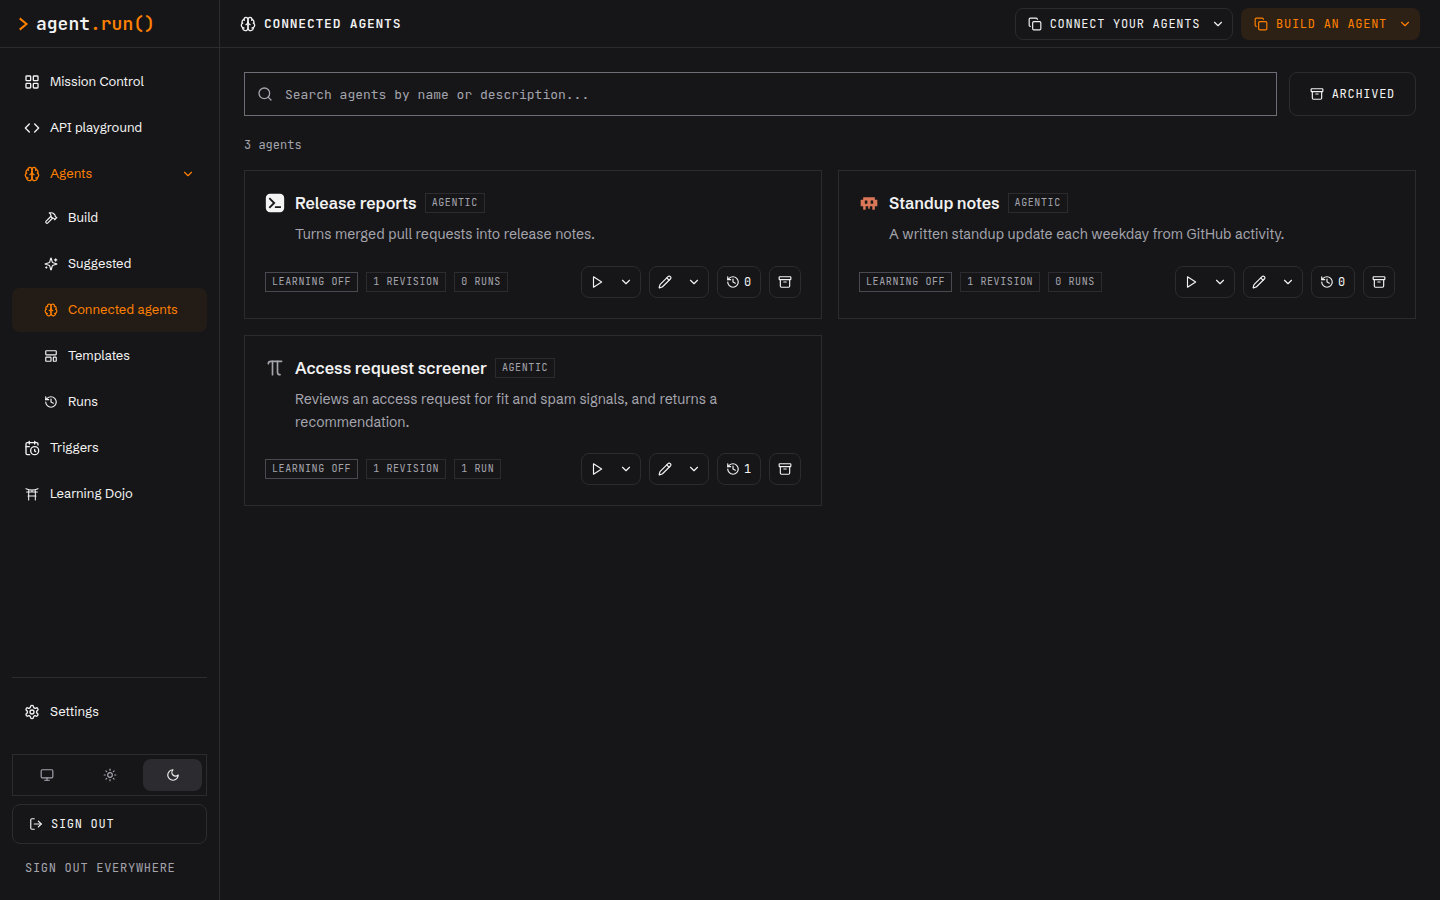 agent.run()
CONNECTED AGENTS
CONNECT YOUR AGENTS
BUILD AN AGENT
Mission Control
API playground
Agents
Build
Suggested
Connected agents
Templates
Runs
Triggers
Learning Dojo
Settings
SIGN OUT
SIGN OUT EVERYWHERE
Search agents by name or description...
ARCHIVED
3 agents
Release reports AGENTIC
Turns merged pull requests into release notes.
LEARNING OFF 1 REVISION 0 RUNS 0
Standup notes AGENTIC
A written standup update each weekday from GitHub activity.
LEARNING OFF 1 REVISION 0 RUNS 0
Access request screener AGENTIC
Reviews an access request for fit and spam signals, and returns a
recommendation.
LEARNING OFF 1 REVISION 1 RUN 1